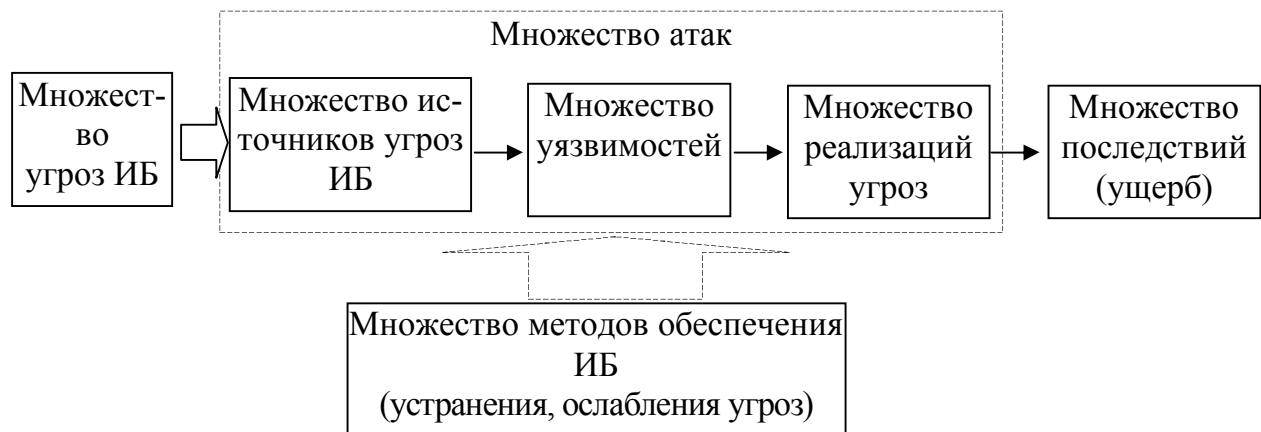 Множество атак
Множест-
во
угроз ИБ
Множество ис-
точников угроз
ИБ
Множество
уязвимостей
Множество
реализаций
угроз
Множество
последствий
(ущерб)
Множество методов обеспечения
ИБ
(устранения, ослабления угроз)